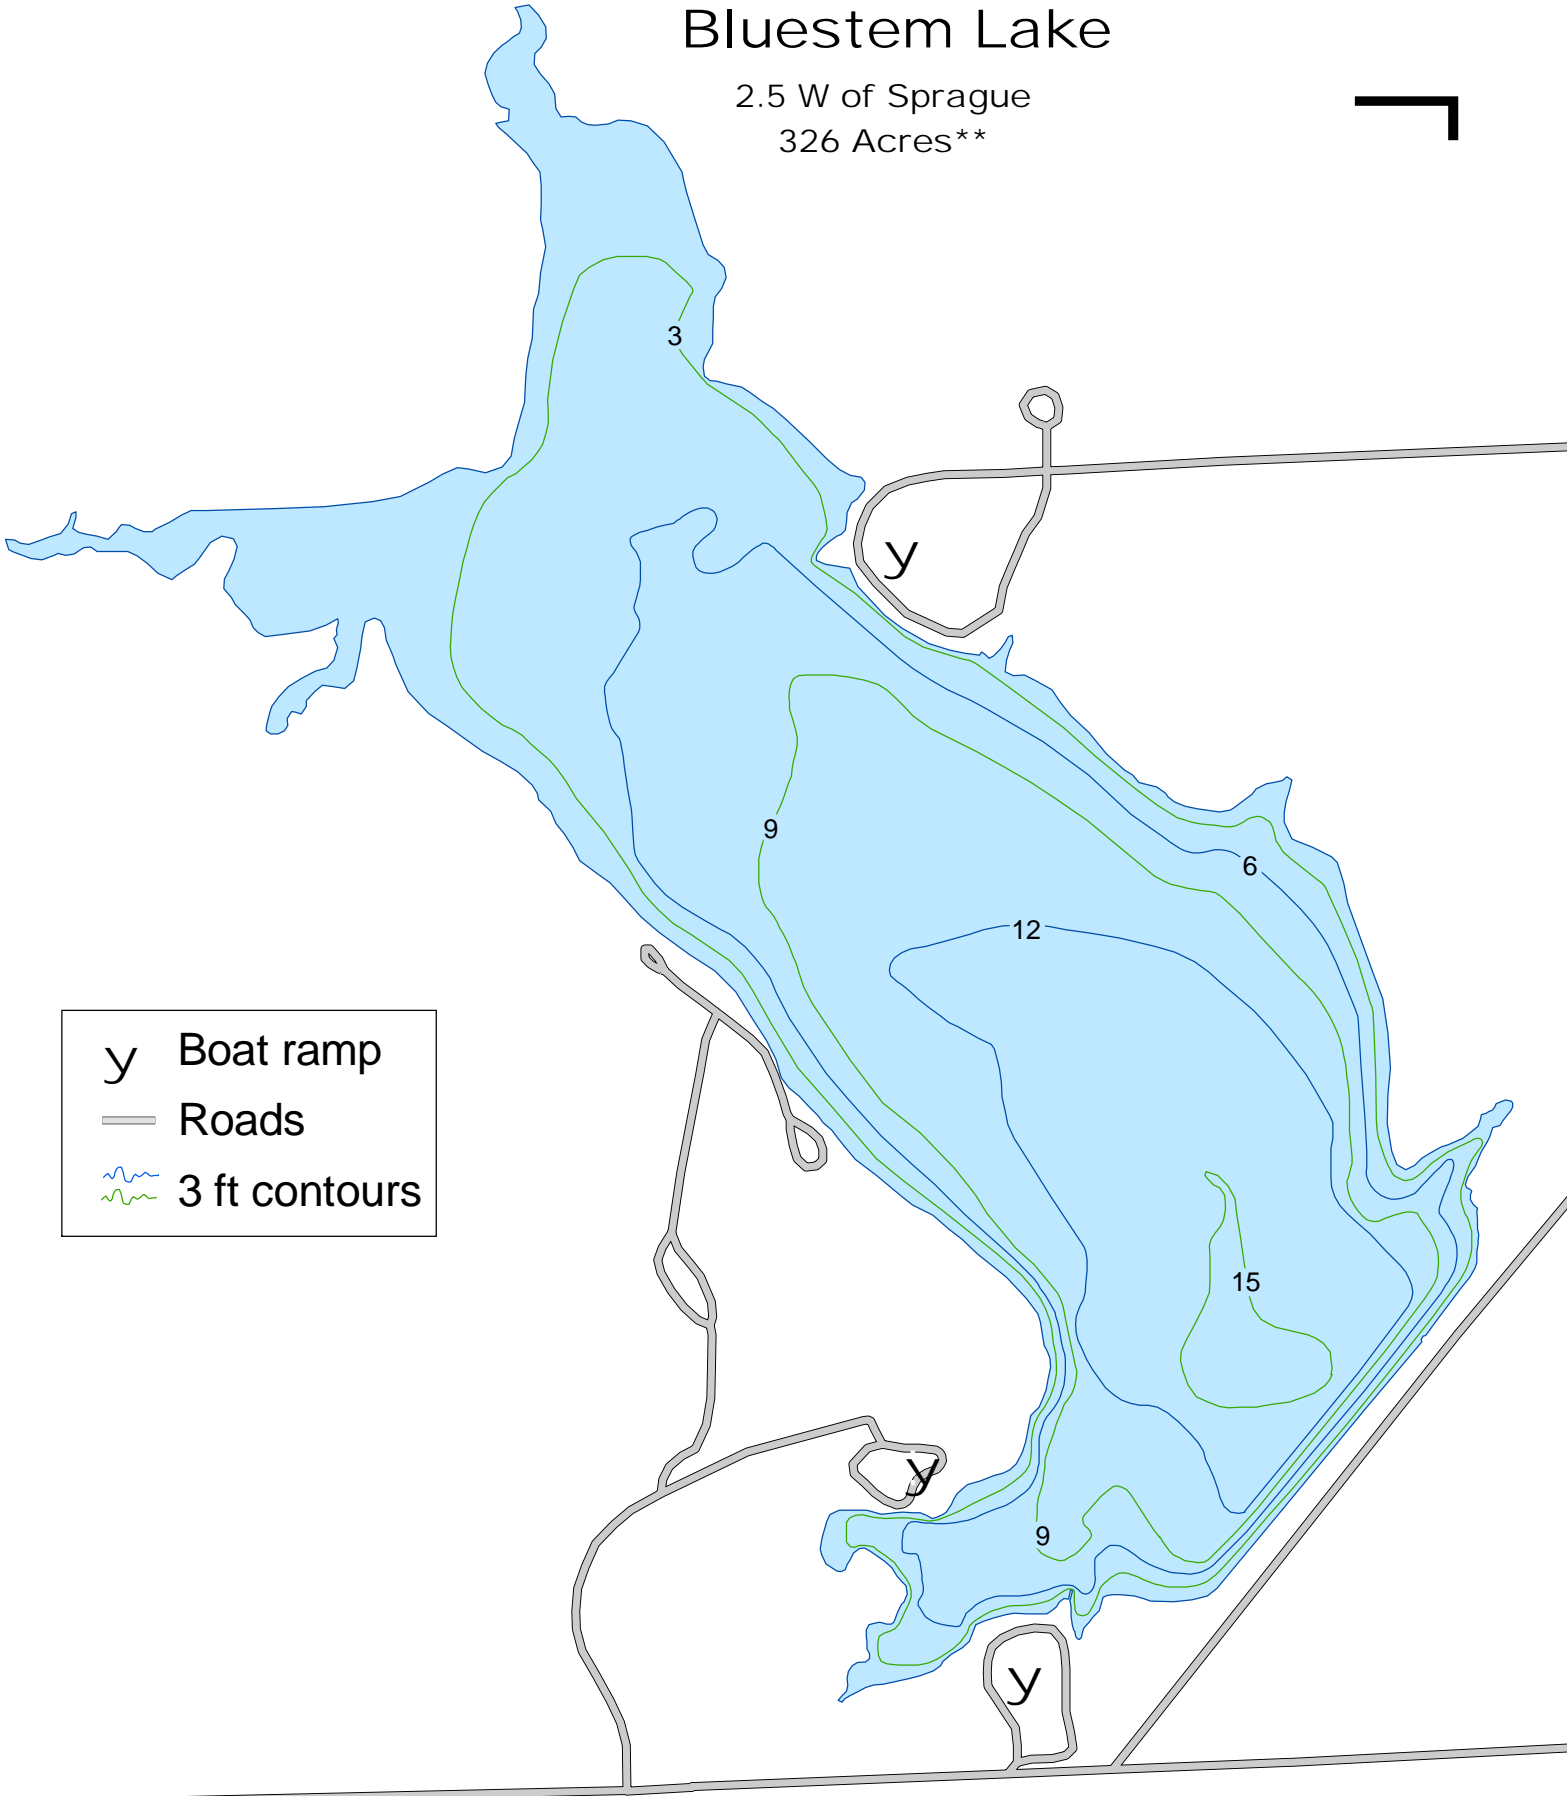 Bluestem Lake
2.5 W of Sprague
326 Acres**
3
y
9
6
12
y Boat ramp
Roads
3 ft contours
15
y
9
y